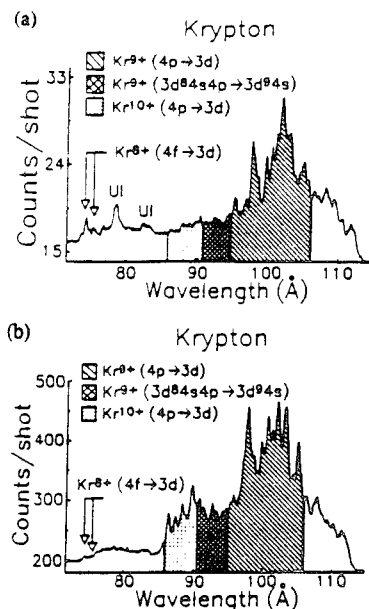 (a)
Krypton
Kr9+ (4p→3d)
Kr9+ (3d84s4p→3d94s)
Kr10+ (4p→3d)
Kr8+ (4f→3d)
UI
UI
Counts/shot
33
24
15
80
90
100
110
Wavelength (Å)
(b)
Krypton
Kr9+ (4p→3d)
Kr9+ (3d84s4p→3d94s)
Kr10+ (4p→3d)
Kr8+ (4f→3d)
Counts/shot
500
400
300
200
80
90
100
110
Wavelength (Å)